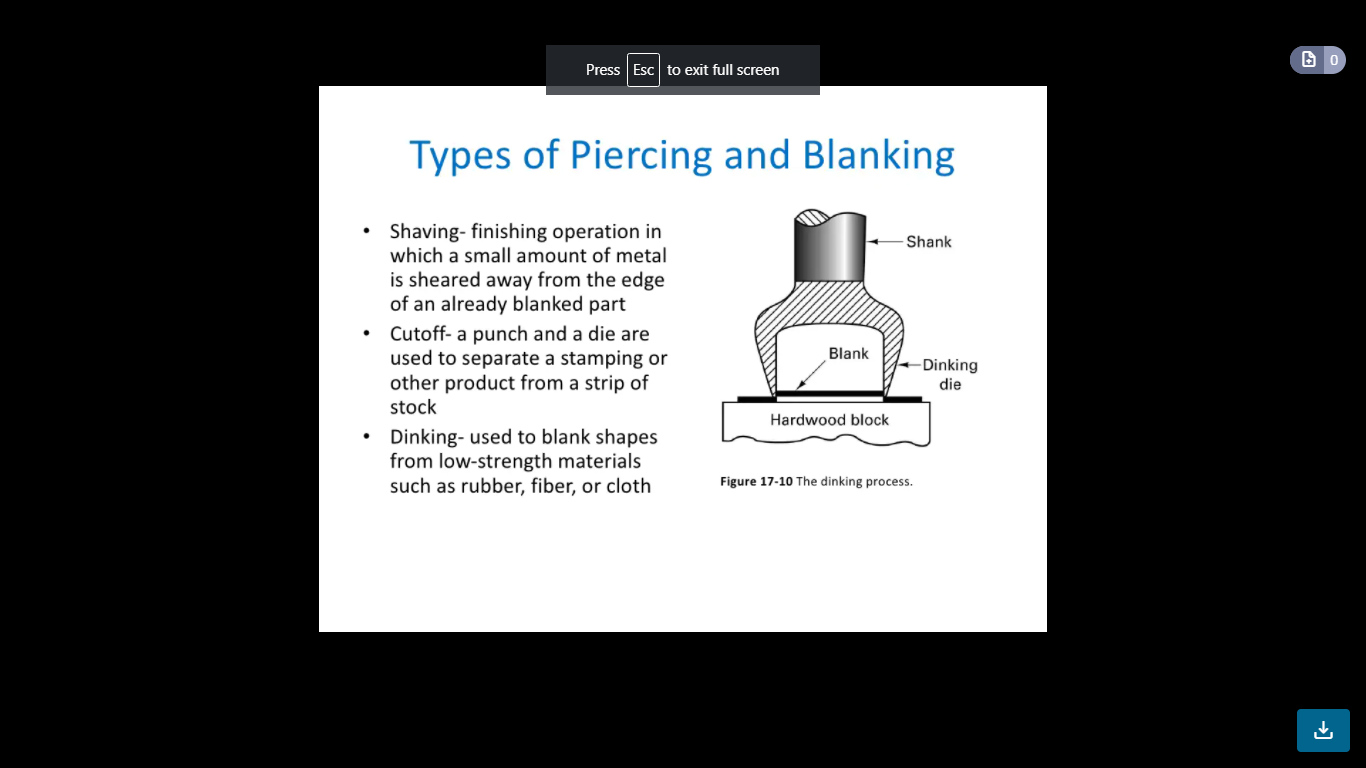 Press Esc to exit full screen
0
Types of Piercing and Blanking
• Shaving- finishing operation in
which a small amount of metal
is sheared away from the edge
of an already blanked part
• Cutoff- a punch and a die are
used to separate a stamping or
other product from a strip of
stock
• Dinking- used to blank shapes
from low-strength materials
such as rubber, fiber, or cloth
Shank
Blank
Dinking
die
Hardwood block
Figure 17-10 The dinking process.